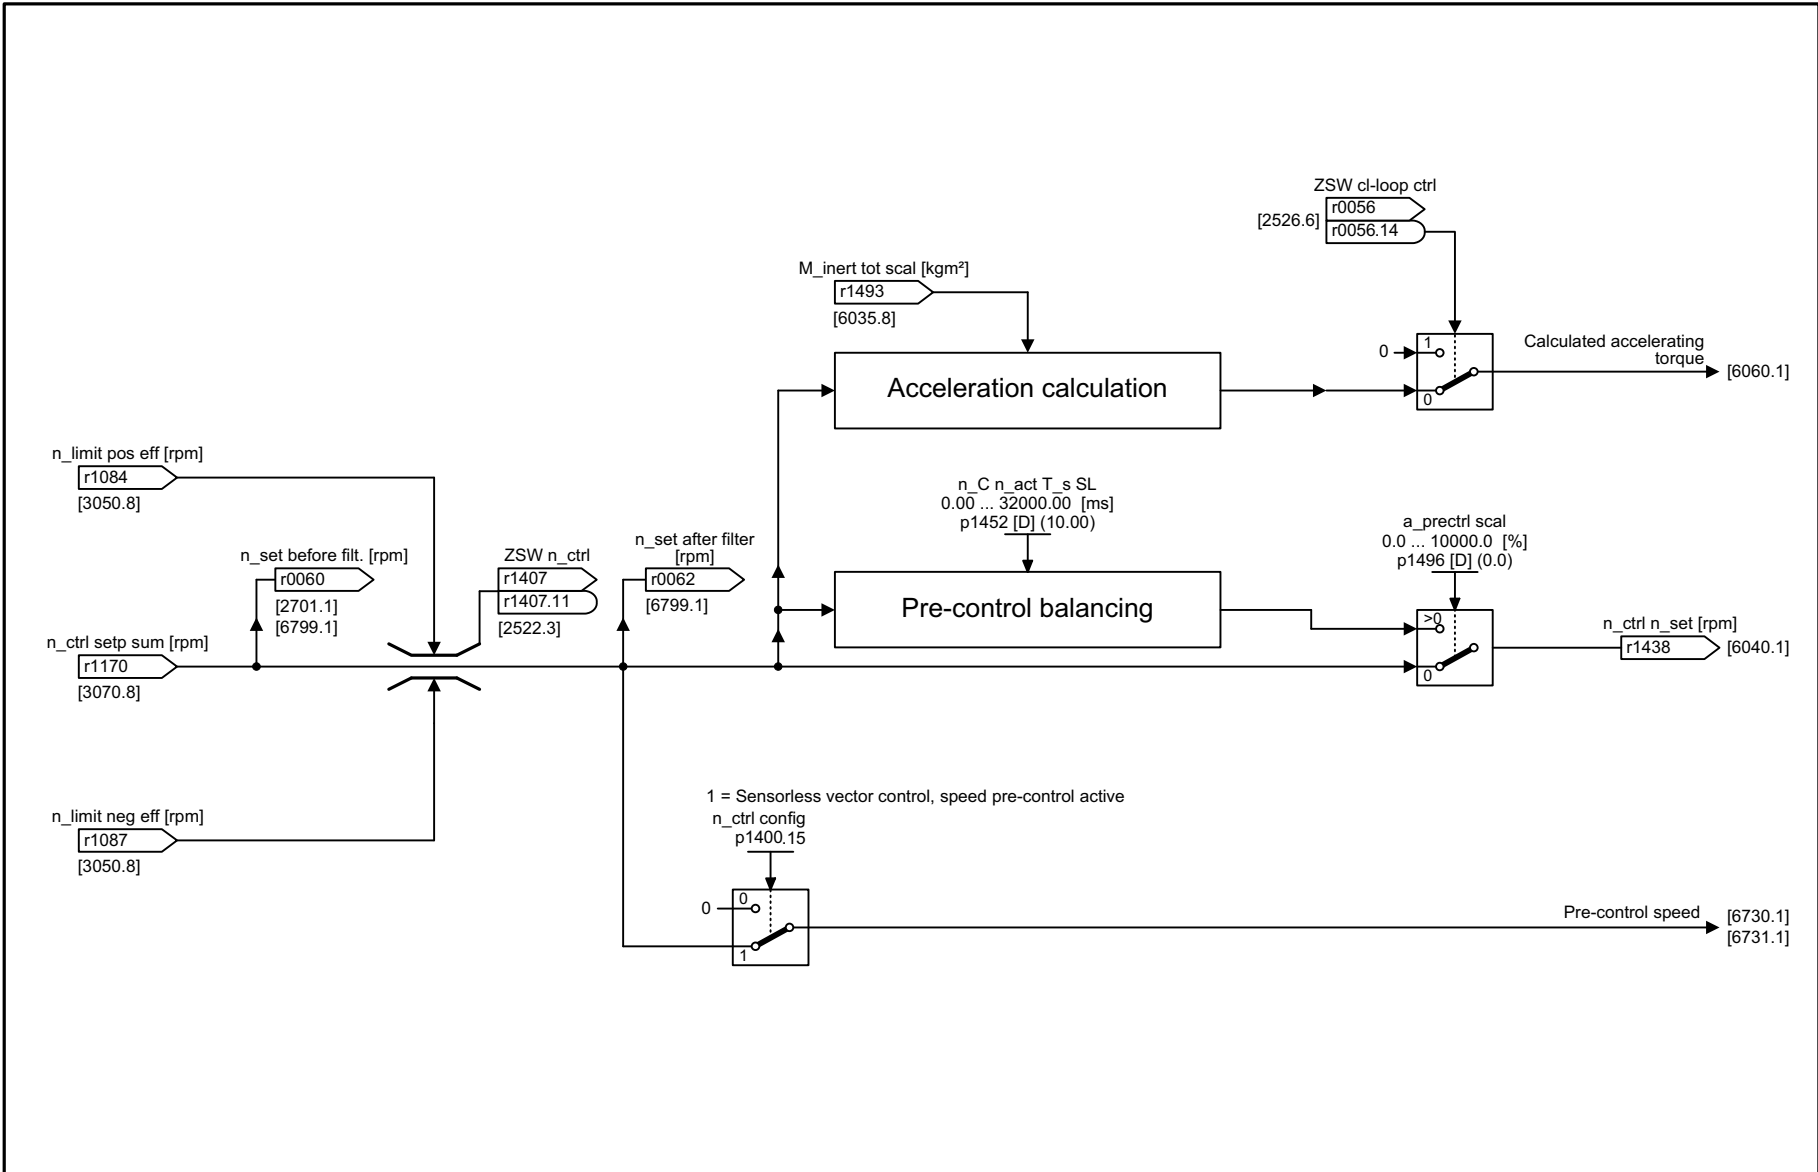 ZSW cl-loop ctrl
r0056
[2526.6]
r0056.14
M_inert tot scal [kgm²]
r1493
[6035.8]
1
0
0
Calculated accelerating
torque
[6060.1]
Acceleration calculation
n_limit pos eff [rpm]
r1084
[3050.8]
n_C n_act T_s SL
0.00 ... 32000.00 [ms]
p1452 [D] (10.00)
a_prectrl scal
0.0 ... 10000.0 [%]
p1496 [D] (0.0)
n_set before filt. [rpm]
r0060
[2701.1]
[6799.1]
ZSW n_ctrl
r1407
r1407.11
[2522.3]
n_set after filter
[rpm]
r0062
[6799.1]
Pre-control balancing
>0
0
n_ctrl n_set [rpm]
r1438
[6040.1]
n_ctrl setp sum [rpm]
r1170
[3070.8]
1 = Sensorless vector control, speed pre-control active
n_ctrl config
p1400.15
n_limit neg eff [rpm]
r1087
[3050.8]
0
0
1
Pre-control speed
[6730.1]
[6731.1]